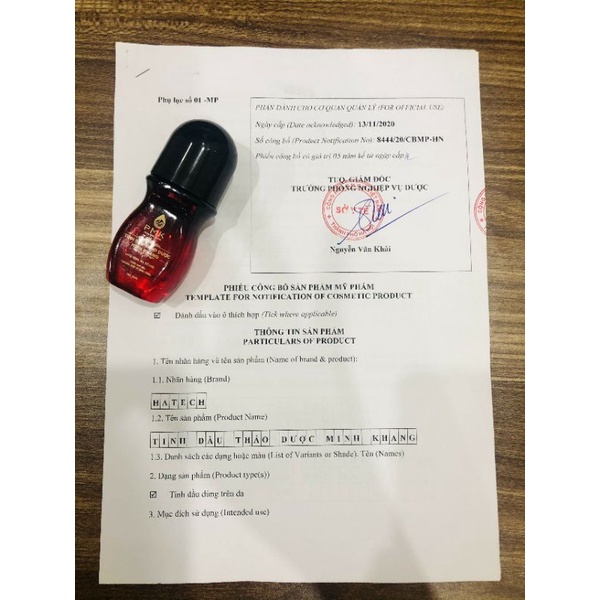 Phụ lục số 01 -MP
PHẦN DÀNH CHO CƠ QUAN QUẢN LÝ (FOR OFFICIAL USE)
Ngày cấp (Date acknowledged): 13/11/2020
Số công bố (Product Notification No): 8444/20/CBMP-HN
Phiếu công bố có giá trị 05 năm kể từ ngày cấp
TUQ. GIÁM ĐỐC
TRƯỞNG PHÒNG NGHIỆP VỤ DƯỢC
SỞ Y TẾ
Nguyễn Văn Khải
PHK
PHIẾU CÔNG BỐ SẢN PHẨM MỸ PHẨM
TEMPLATE FOR NOTIFICATION OF COSMETIC PRODUCT
Đánh dấu vào ô thích hợp (Tick where applicable)
THÔNG TIN SẢN PHẨM
PARTICULARS OF PRODUCT
1. Tên nhãn hàng và tên sản phẩm (Name of brand & product):
1.1. Nhãn hàng (Brand)
HATECH
1.2. Tên sản phẩm (Product Name)
TINH DẦU THẢO DƯỢC MINH KHANG
1.3. Danh sách các dạng hoặc màu (List of Variants or Shade). Tên (Names)
2. Dạng sản phẩm (Product type(s))
Tinh dầu dùng trên da
3. Mục đích sử dụng (Intended use)